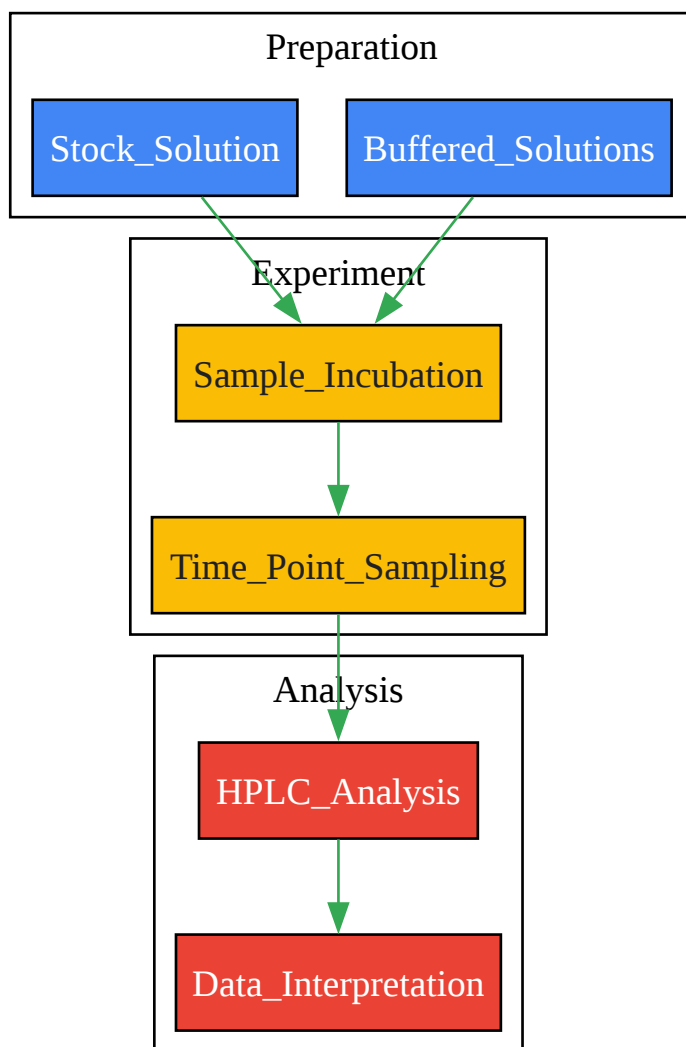 Preparation
Stock_Solution
Buffered_Solutions
Experiment
Sample_Incubation
Time_Point_Sampling
Analysis
HPLC_Analysis
Data_Interpretation